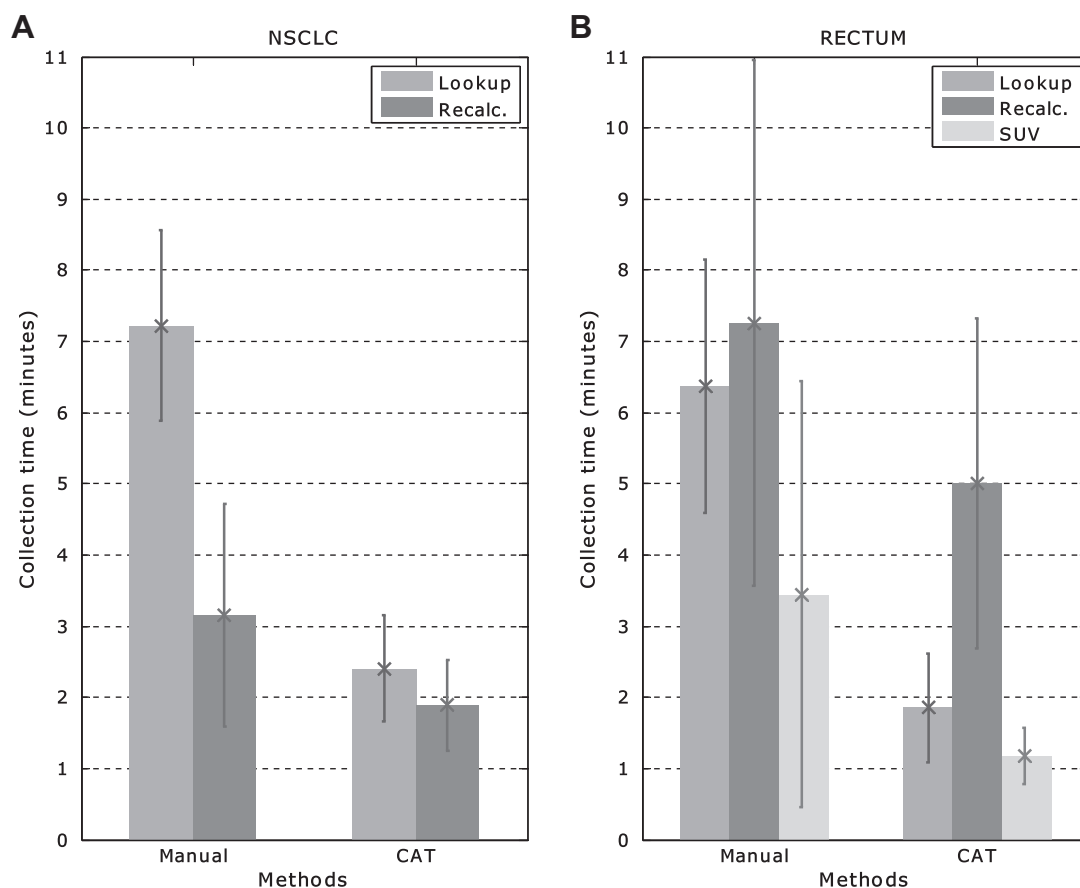 A
NSCLC
11
10
9
8
7
6
5
4
3
2
1
0
Collection time (minutes)
Lookup
Recalc.
Manual
CAT
Methods
B
RECTUM
11
10
9
8
7
6
5
4
3
2
1
0
Collection time (minutes)
Lookup
Recalc.
SUV
Manual
CAT
Methods